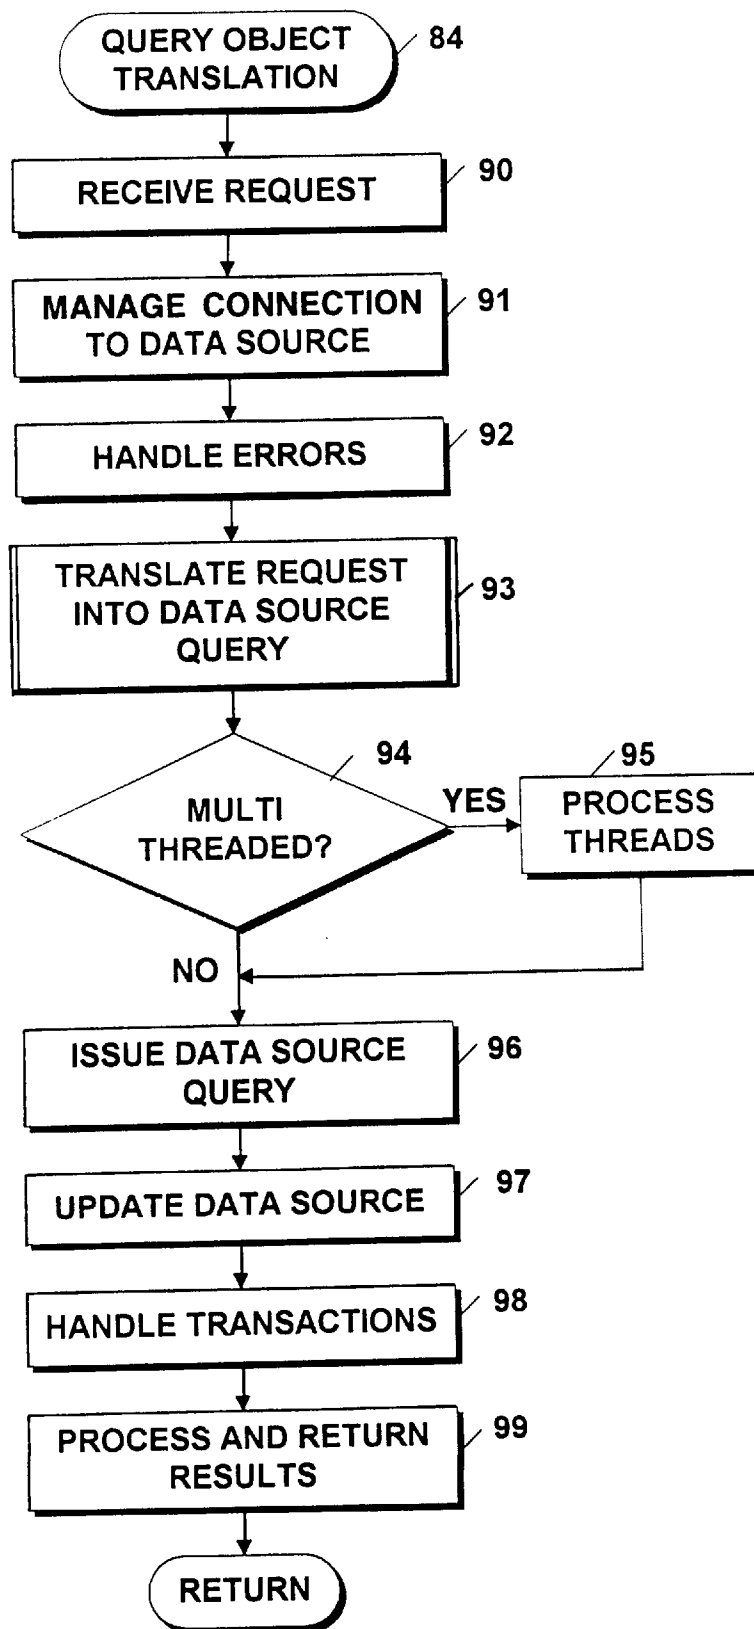 QUERY OBJECT
TRANSLATION
84
RECEIVE REQUEST
90
MANAGE CONNECTION
TO DATA SOURCE
91
HANDLE ERRORS
92
TRANSLATE REQUEST
INTO DATA SOURCE
QUERY
93
MULTI
THREADED?
94
YES
PROCESS
THREADS
95
NO
ISSUE DATA SOURCE
QUERY
96
UPDATE DATA SOURCE
97
HANDLE TRANSACTIONS
98
PROCESS AND RETURN
RESULTS
99
RETURN